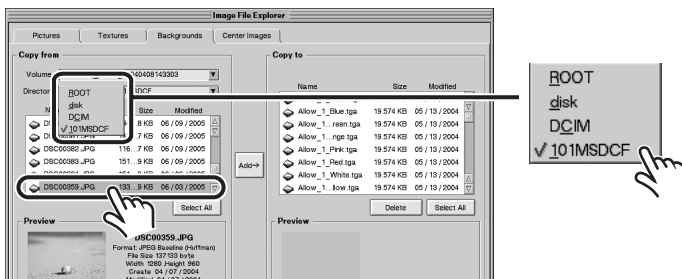 Image File Explorer
Pictures Textures Backgrounds Center Images
Copy from
Volume 040408143303
ROOT
disk
DCIM
√ 101MSDCF
Size Modified
8 KB 06 / 09 / 2005
7 KB 06 / 09 / 2005
DSC00382 JPG 116...7 KB 06 / 09 / 2005
DSC00383 JPG 151...9 KB 06 / 09 / 2005
DSC00359 JPG 133...9 KB 06 / 03 / 2005
Select All
Preview
DSC00359.JPG
Format: JPEG Baseline (Huffman)
File Size 137133 byte
Width 1280 ,Height 960
Create 04 / 07 / 2004
Add→
Copy to
Name Size Modified
Allow_1_Blue.tga 19.574 KB 05 / 13 / 2004
Allow_1...reen.tga 19.574 KB 05 / 13 / 2004
Allow_1...nge.tga 19.574 KB 05 / 13 / 2004
Allow_1_Pink.tga 19.574 KB 05 / 13 / 2004
Allow_1_Red.tga 19.574 KB 05 / 13 / 2004
Allow_1_White.tga 19.574 KB 05 / 13 / 2004
Allow_1...llow.tga 19.574 KB 05 / 13 / 2004
Delete Select All
Preview
ROOT
disk
DCIM
√ 101MSDCF